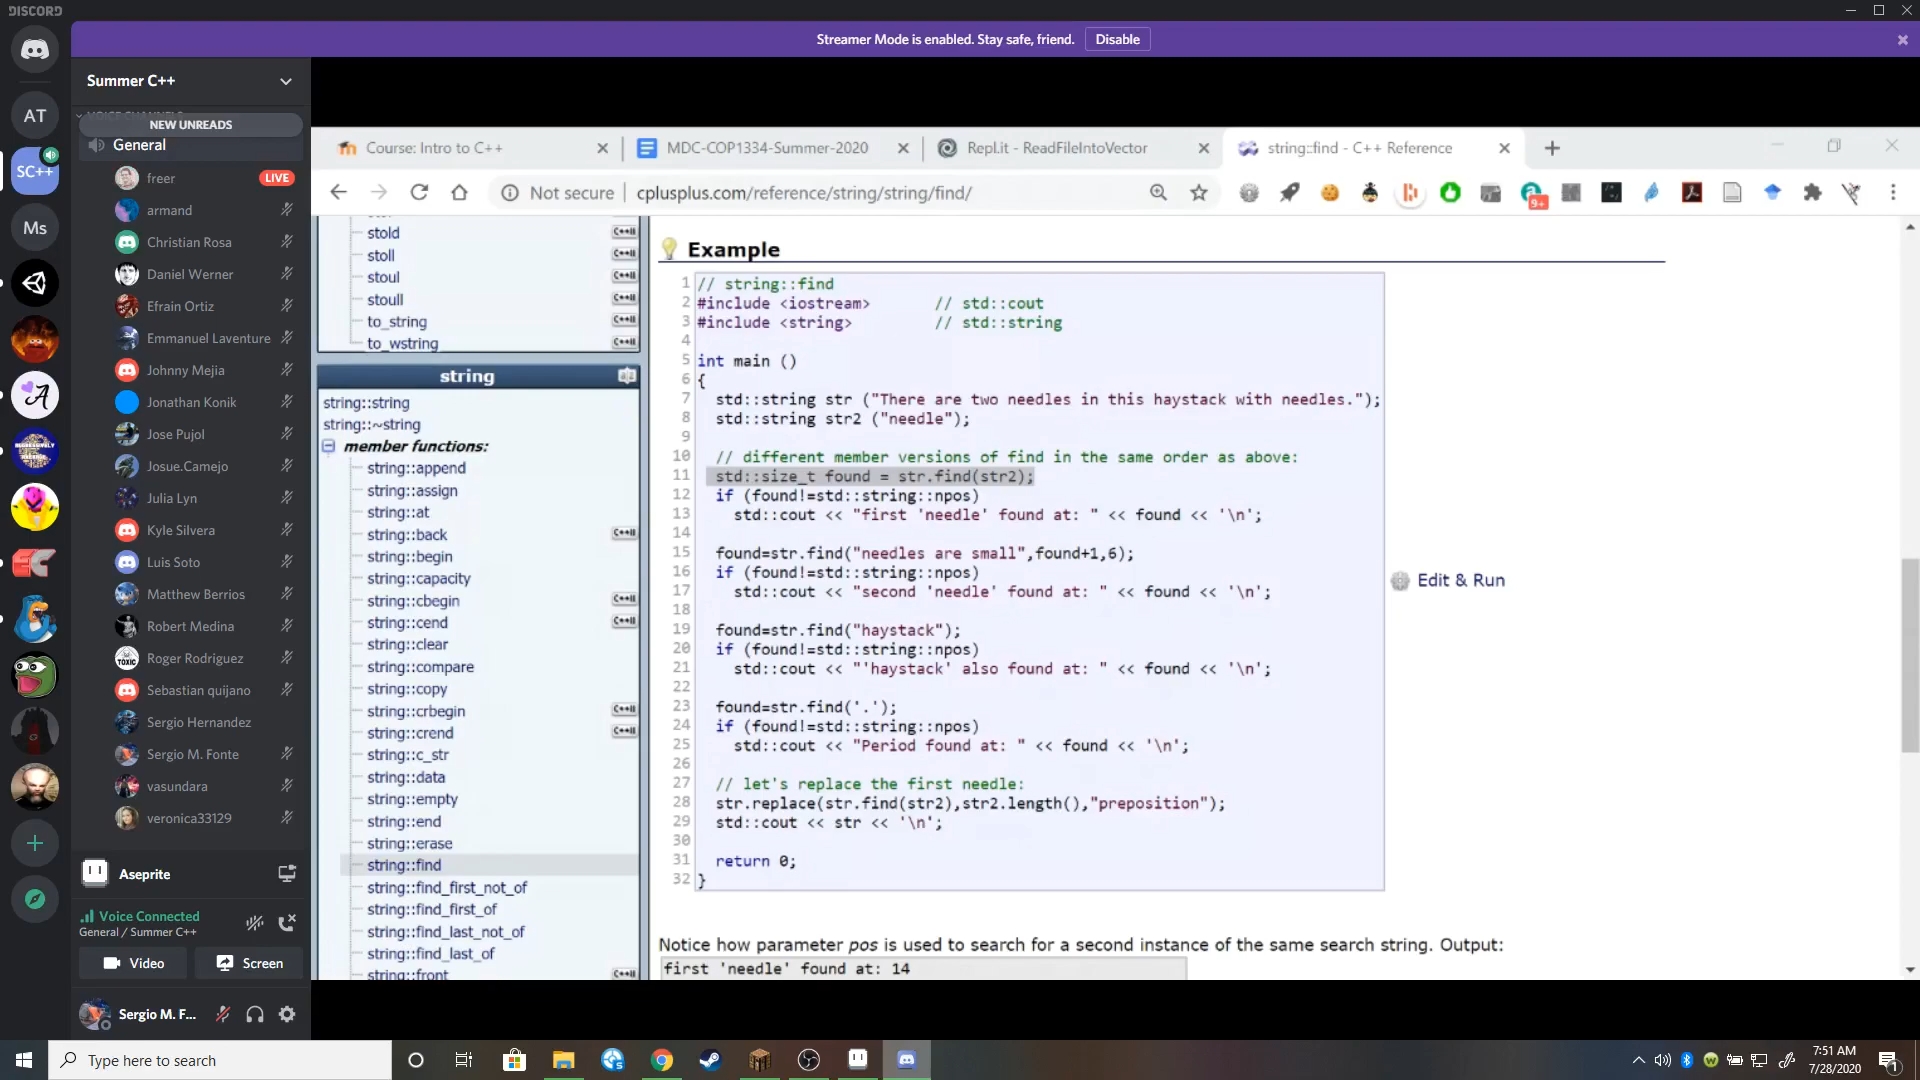 DISCORD
Streamer Mode is enabled. Stay safe, friend. Disable
Summer C++
NEW UNREADS
General
freer LIVE
armand
Christian Rosa
Daniel Werner
Efrain Ortiz
Emmanuel Laventure
Johnny Mejia
Jonathan Konik
Jose Pujol
Josue.Camejo
Julia Lyn
Kyle Silvera
Luis Soto
Matthew Berrios
Robert Medina
Roger Rodriguez
Sebastian quijano
Sergio Hernandez
Sergio M. Fonte
vasundara
veronica33129
AT
SC++
Ms
TOXIC
Aseprite
Voice Connected
General / Summer C++
Video Screen
Sergio M. F...
Course: Intro to C++
MDC-COP1334-Summer-2020
Repl.it - ReadFileIntoVector
string::find - C++ Reference
Not secure | cplusplus.com/reference/string/string/find/
9+
stold
stoll
stoul
stoull
to_string
to_wstring
string
string::string
string::~string
member functions:
string::append
string::assign
string::at
string::back
string::begin
string::capacity
string::cbegin
string::cend
string::clear
string::compare
string::copy
string::crbegin
string::crend
string::c_str
string::data
string::empty
string::end
string::erase
string::find
string::find_first_not_of
string::find_first_of
string::find_last_not_of
string::find_last_of
string::front
Example
1 // string::find
2 #include <iostream> // std::cout
3 #include <string> // std::string
4
5 int main ()
6 {
7 std::string str ("There are two needles in this haystack with needles.");
8 std::string str2 ("needle");
9
10 // different member versions of find in the same order as above:
11 std::size_t found = str.find(str2);
12 if (found!=std::string::npos)
13 std::cout << "first 'needle' found at: " << found << '\n';
14
15 found=str.find("needles are small",found+1,6);
16 if (found!=std::string::npos)
17 std::cout << "second 'needle' found at: " << found << '\n';
18
19 found=str.find("haystack");
20 if (found!=std::string::npos)
21 std::cout << "'haystack' also found at: " << found << '\n';
22
23 found=str.find('.');
24 if (found!=std::string::npos)
25 std::cout << "Period found at: " << found << '\n';
26
27 // let's replace the first needle:
28 str.replace(str.find(str2),str2.length(),"preposition");
29 std::cout << str << '\n';
30
31 return 0;
32 }
Edit & Run
Notice how parameter pos is used to search for a second instance of the same search string. Output:
first 'needle' found at: 14
Type here to search
7:51 AM
7/28/2020
1